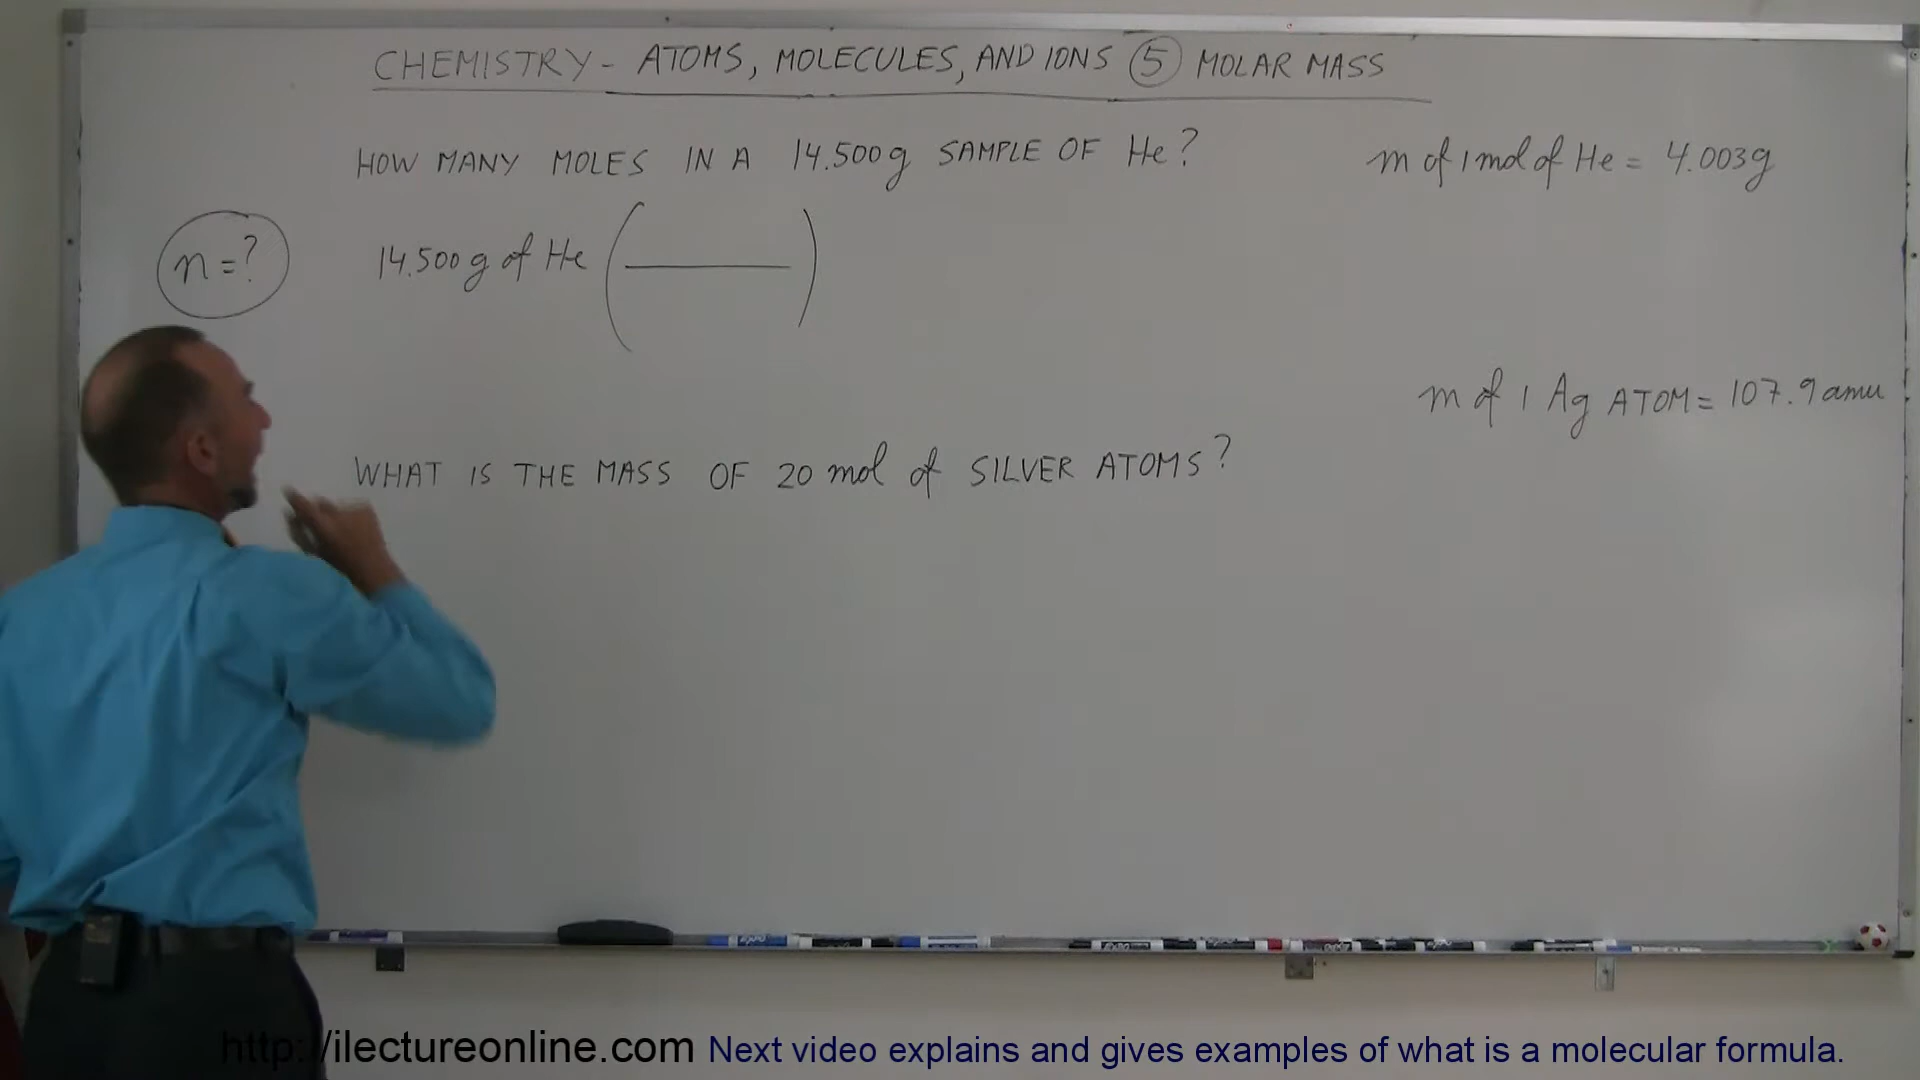 CHEMISTRY - ATOMS, MOLECULES, AND IONS 5 MOLAR MASS
HOW MANY MOLES IN A 14.500g SAMPLE OF He?
m of 1 mol of He = 4.003g
n = ?
14.500g of He ( )
m of 1 Ag ATOM = 107.9 amu
WHAT IS THE MASS OF 20 mol of SILVER ATOMS?
http://ilectureonline.com Next video explains and gives examples of what is a molecular formula.